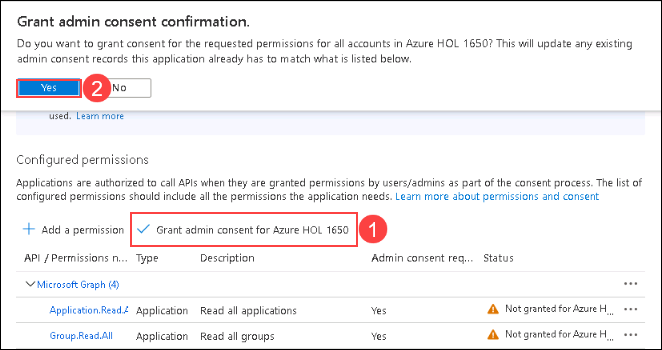 Grant admin consent confirmation.
Do you want to grant consent for the requested permissions for all accounts in Azure HOL 1650? This will update any existing
admin consent records this application already has to match what is listed below.
Yes 2 No
used. Learn more
Configured permissions
Applications are authorized to call APIs when they are granted permissions by users/admins as part of the consent process. The list of
configured permissions should include all the permissions the application needs. Learn more about permissions and consent
Add a permission Grant admin consent for Azure HOL 1650 1
API / Permissions n... Type Description Admin consent req... Status
Microsoft Graph (4) ...
Application.Read.A Application Read all applications Yes Not granted for Azure H... ...
Group.Read.All Application Read all groups Yes Not granted for Azure H... ...